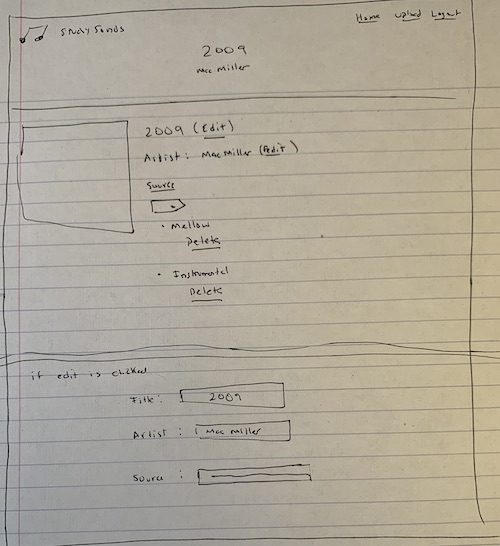 Study Sounds
Home Upload Logout
2009
Mac Miller
2009 (Edit)
Artist: Mac Miller (Edit)
Source
• Mellow
Delete
• Instrumental
Delete
if edit is clicked
Title: 2009
Artist: Mac Miller
Source: